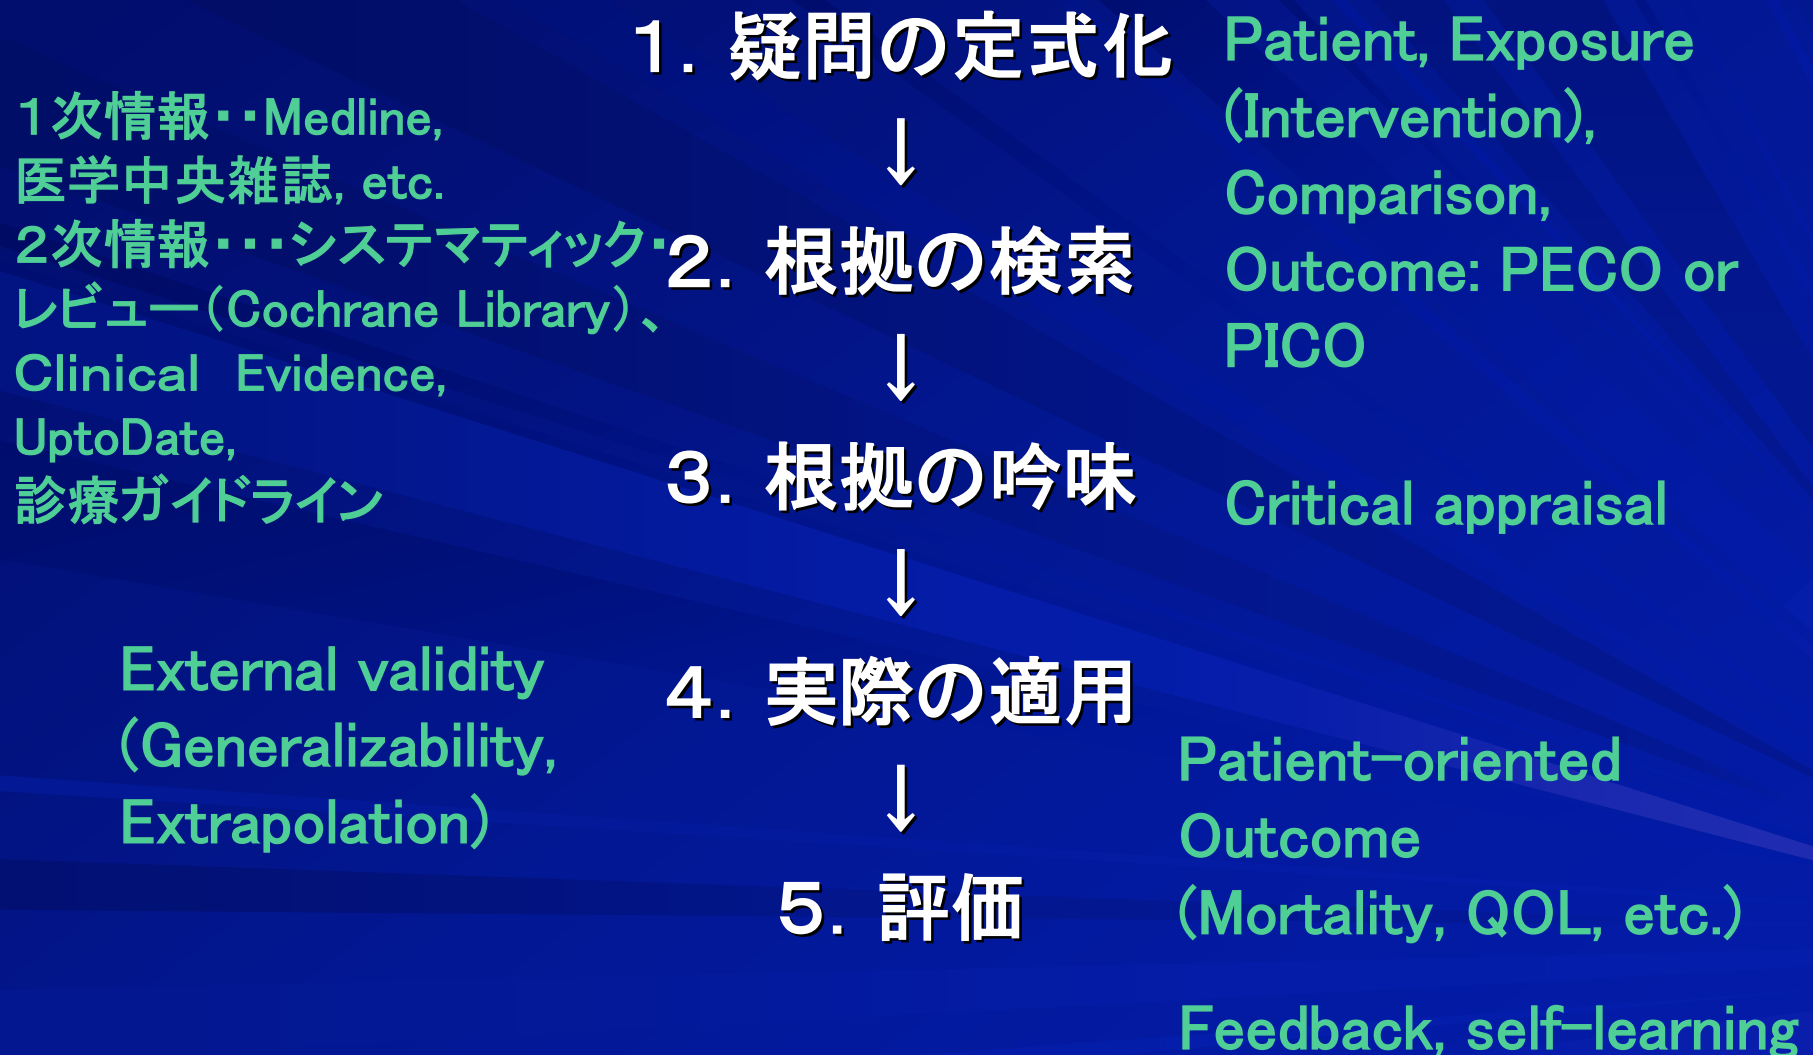 １．疑問の定式化
Patient, Exposure
(Intervention),
Comparison,
Outcome: PECO or
PICO
↓
１次情報・・Medline,
医学中央雑誌, etc.
２次情報・・・システマティック・
レビュー（Cochrane Library）、
Clinical　Evidence,
UptoDate,
診療ガイドライン
２．根拠の検索
↓
３．根拠の吟味
Critical appraisal
↓
External validity
(Generalizability,
Extrapolation)
４．実際の適用
↓
５．評価
Patient-oriented
Outcome
(Mortality, QOL, etc.)
Feedback, self-learning